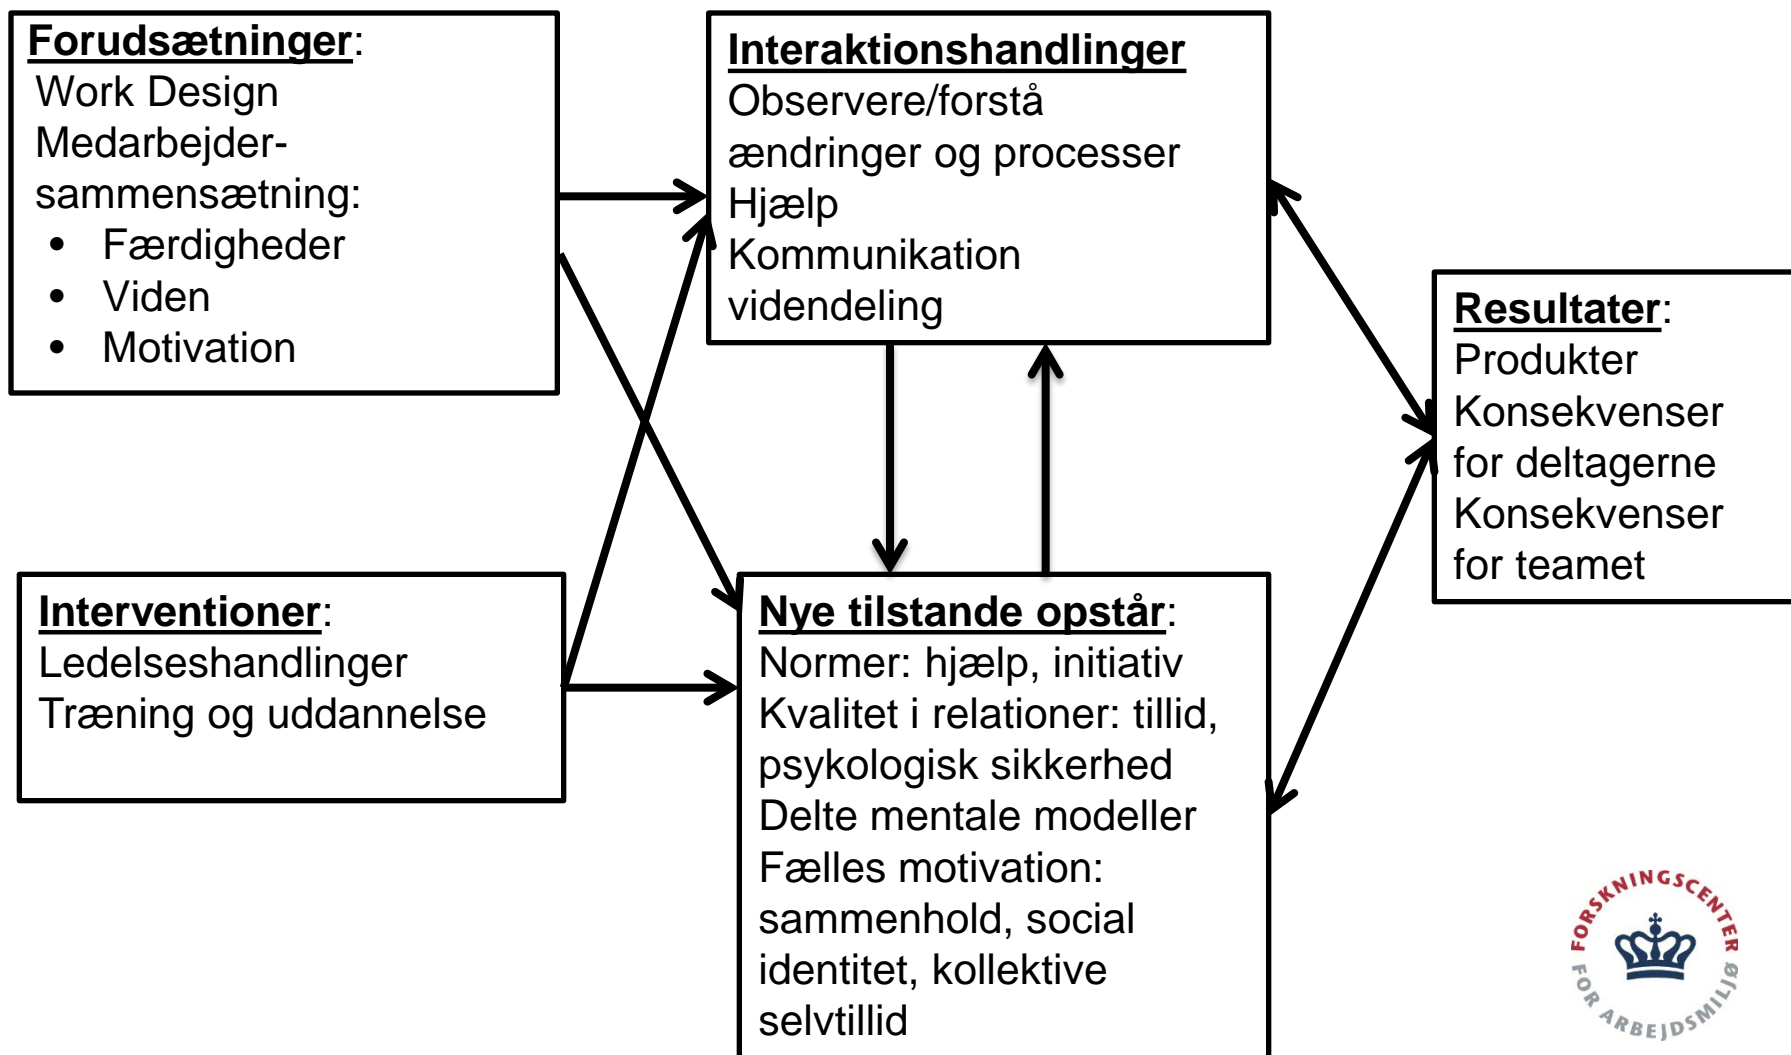 Forudsætninger:
Work Design
Medarbejder-
sammensætning:
• Færdigheder
• Viden
• Motivation
Interaktionshandlinger
Observere/forstå
ændringer og processer
Hjælp
Kommunikation
videndeling
Resultater:
Produkter
Konsekvenser
for deltagerne
Konsekvenser
for teamet
Interventioner:
Ledelseshandlinger
Træning og uddannelse
Nye tilstande opstår:
Normer: hjælp, initiativ
Kvalitet i relationer: tillid,
psykologisk sikkerhed
Delte mentale modeller
Fælles motivation:
sammenhold, social
identitet, kollektive
selvtillid
FORSKNINGSCENTER
FOR ARBEJDSMILJØ